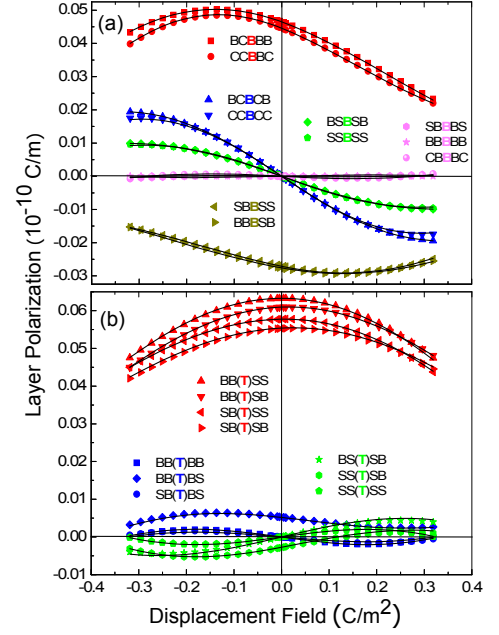 Layer Polarization (10⁻¹⁰ C/m)
(a)
0.05
0.04
0.03
0.02
0.01
0.00
-0.01
-0.02
-0.03
BCBBB
CCBBC
BCBCB
CCBCC
BSBSB
SSBSS
SBBBS
BBBBB
CBBBC
SBBSS
BBBSB
(b)
0.06
0.05
0.04
0.03
0.02
0.01
0.00
-0.01
BB(T)SS
BB(T)SB
SB(T)SS
SB(T)SB
BB(T)BB
BB(T)BS
SB(T)BS
BS(T)SB
SS(T)SB
SS(T)SS
-0.4 -0.3 -0.2 -0.1 0.0 0.1 0.2 0.3 0.4
Displacement Field (C/m²)